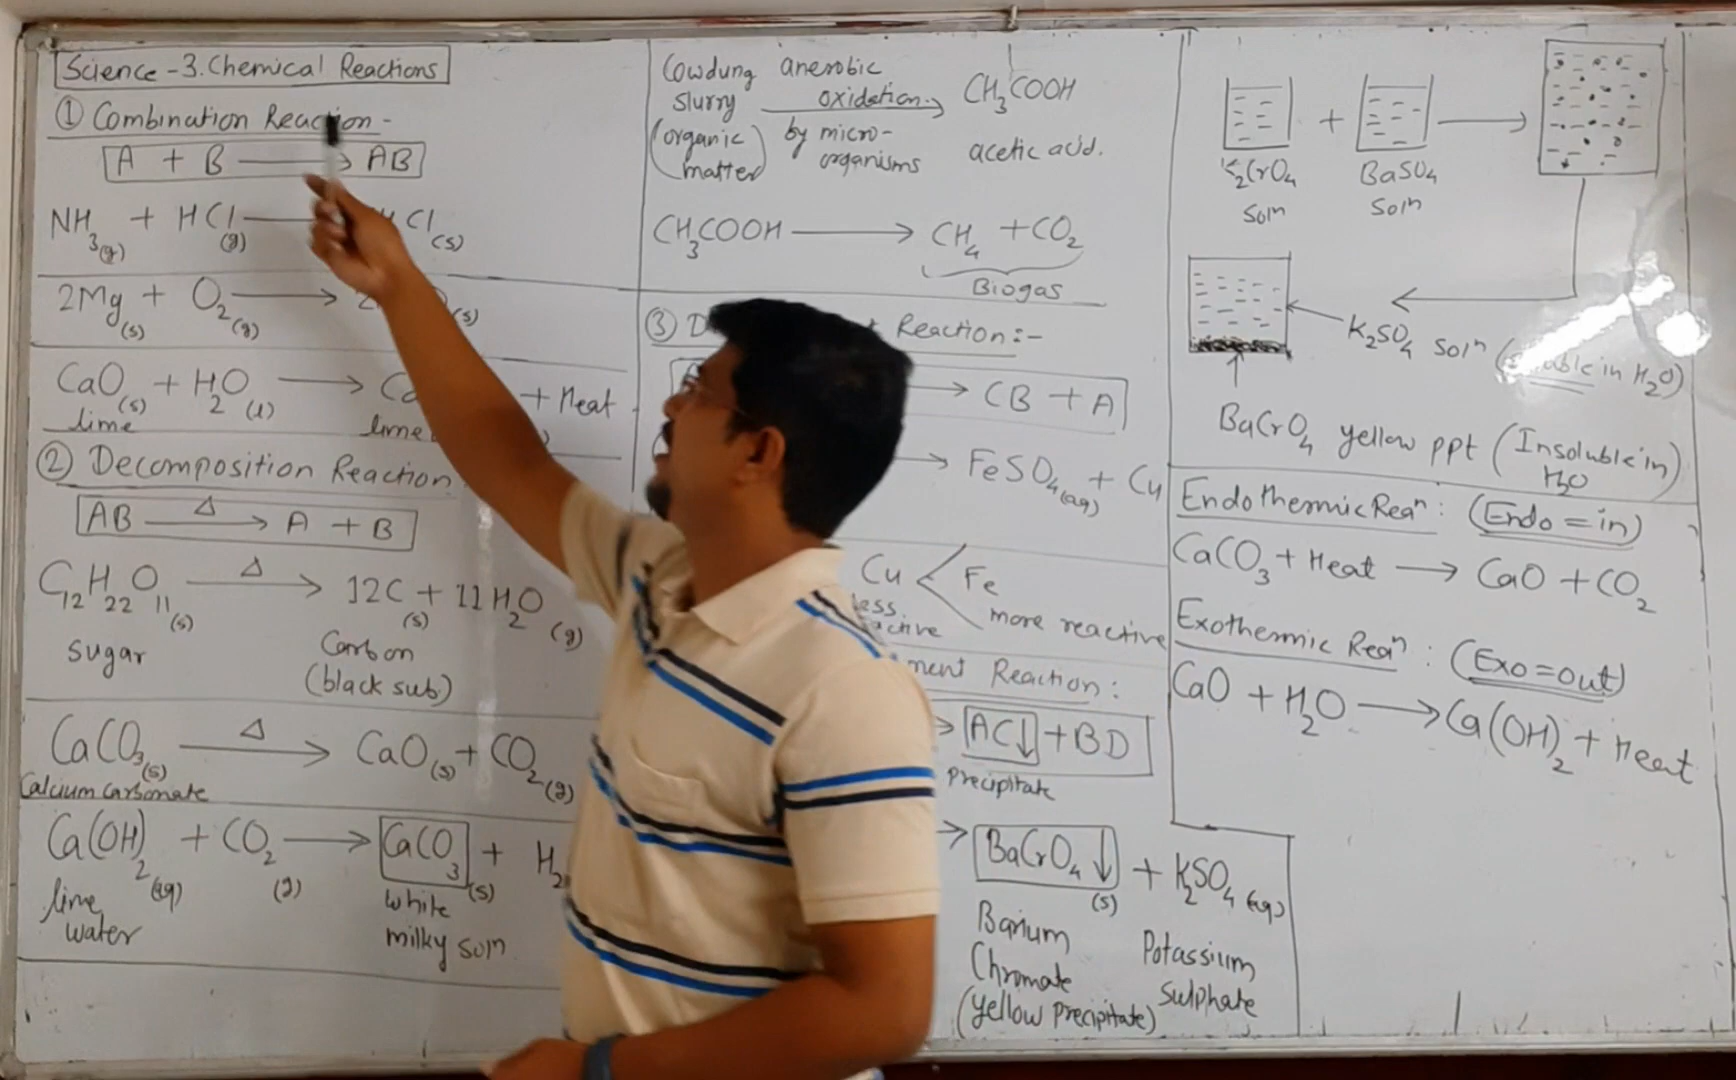 Science - 3. Chemical Reactions
① Combination Reaction -
A + B ⟶ AB
NH₃(g) + HCl(g) ⟶ Cl(s)
2Mg(s) + O₂(g) ⟶ 2 (s)
CaO(s) + H₂O(l) ⟶ Ca + Heat
lime lime
② Decomposition Reaction
AB —Δ→ A + B
C₁₂H₂₂O₁₁(s) —Δ→ 12C(s) + 11H₂O(g)
sugar Carbon
(black sub.)
CaCO₃(s) —Δ→ CaO(s) + CO₂(g)
Calcium carbonate
Ca(OH)₂(aq) + CO₂(g) ⟶ CaCO₃(s) + H₂
lime white
water milky soln
Cowdung anerobic
slurry oxidation ⟶ CH₃COOH
(organic by micro-
matter) organisms acetic acid.
CH₃COOH ⟶ CH₄ + CO₂
Biogas
③ D Reaction :-
⟶ CB + A
⟶ FeSO₄(aq) + Cu
Cu < Fe
less more reactive
ment Reaction :
→ AC↓ + BD
Precipitate
→ BaCrO₄↓(s) + K₂SO₄(aq)
Barium Potassium
Chromate Sulphate
(Yellow Precipitate)
+ ⟶
K₂CrO₄ BaSO₄
Soln Soln
K₂SO₄ Soln (in H₂O)
BaCrO₄ yellow ppt (Insoluble in
H₂O)
Endothermic Reaⁿ : (Endo = in)
CaCO₃ + Heat ⟶ CaO + CO₂
Exothermic Reaⁿ : (Exo = out)
CaO + H₂O ⟶ Ca(OH)₂ + Heat